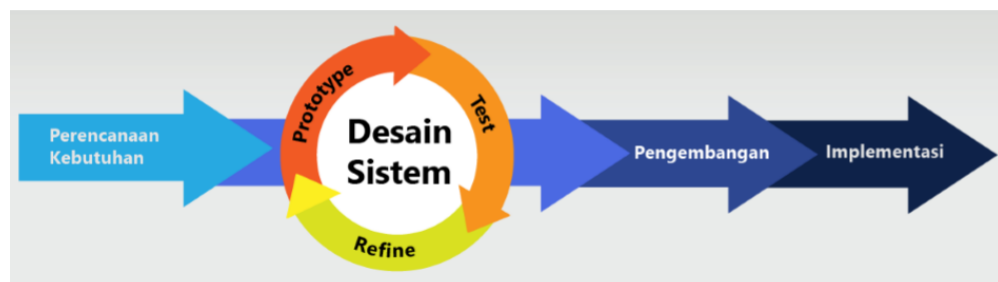 Perencanaan
Kebutuhan
Prototype
Test
Refine
Desain
Sistem
Pengembangan
Implementasi